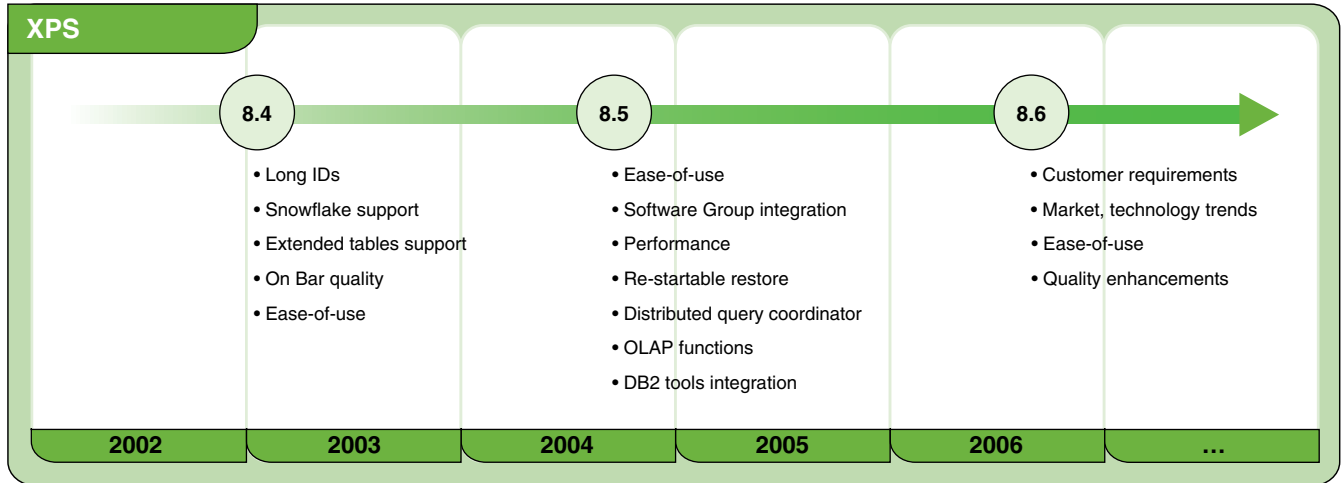 XPS
8.4
8.5
8.6
• Long IDs
• Snowflake support
• Extended tables support
• On Bar quality
• Ease-of-use
• Ease-of-use
• Software Group integration
• Performance
• Re-startable restore
• Distributed query coordinator
• OLAP functions
• DB2 tools integration
• Customer requirements
• Market, technology trends
• Ease-of-use
• Quality enhancements
2002
2003
2004
2005
2006
...